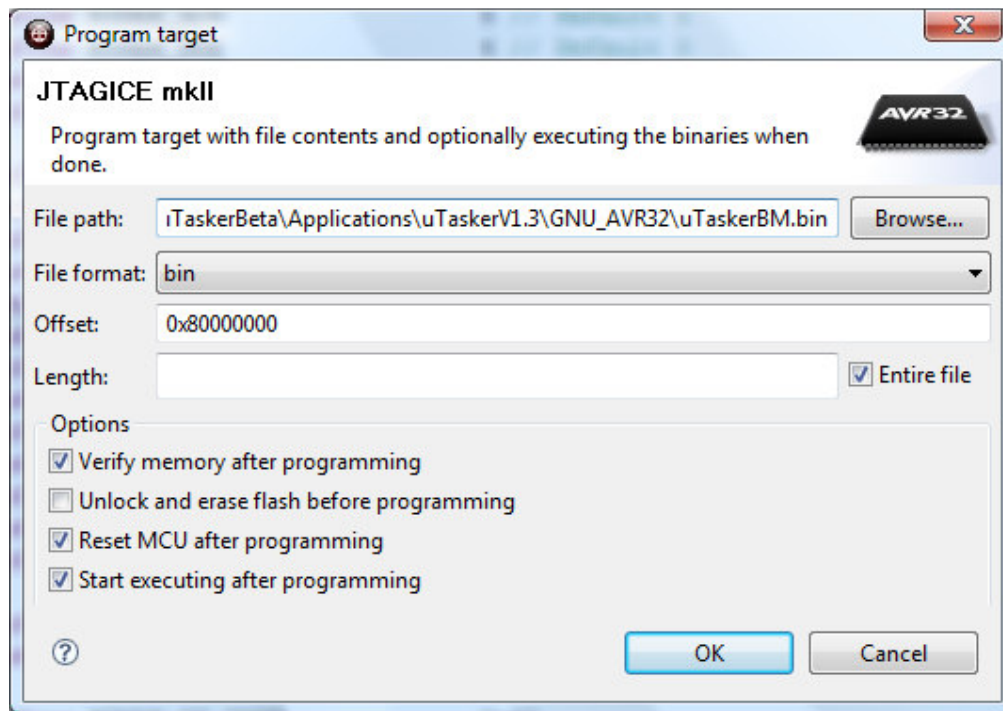 Program target
JTAGICE mkII
Program target with file contents and optionally executing the binaries when
done.
AVR32
File path: ıTaskerBeta\Applications\uTaskerV1.3\GNU_AVR32\uTaskerBM.bin Browse...
File format: bin
Offset: 0x80000000
Length: Entire file
Options
Verify memory after programming
Unlock and erase flash before programming
Reset MCU after programming
Start executing after programming
? OK Cancel